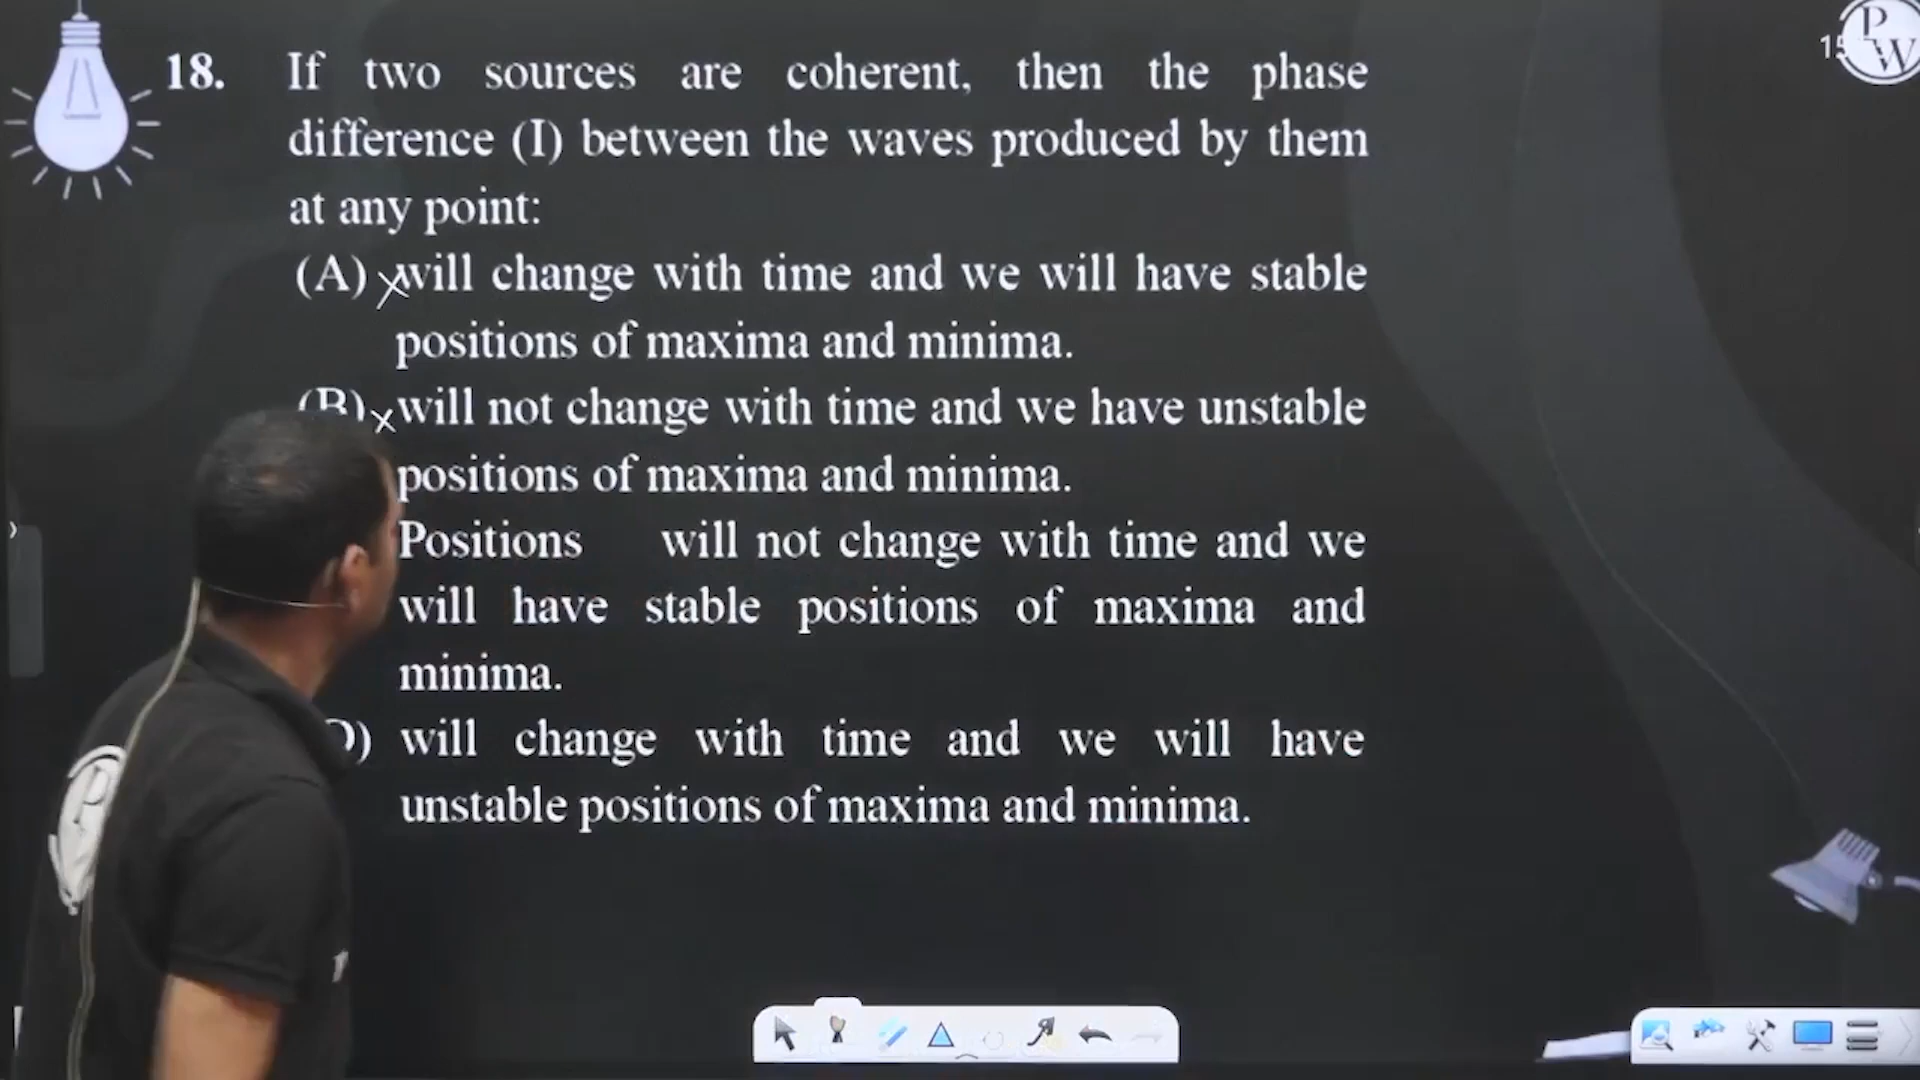 18. If two sources are coherent, then the phase
difference (I) between the waves produced by them
at any point:
(A) will change with time and we will have stable
positions of maxima and minima.
(B) will not change with time and we have unstable
positions of maxima and minima.
Positions will not change with time and we
will have stable positions of maxima and
minima.
D) will change with time and we will have
unstable positions of maxima and minima.
PW